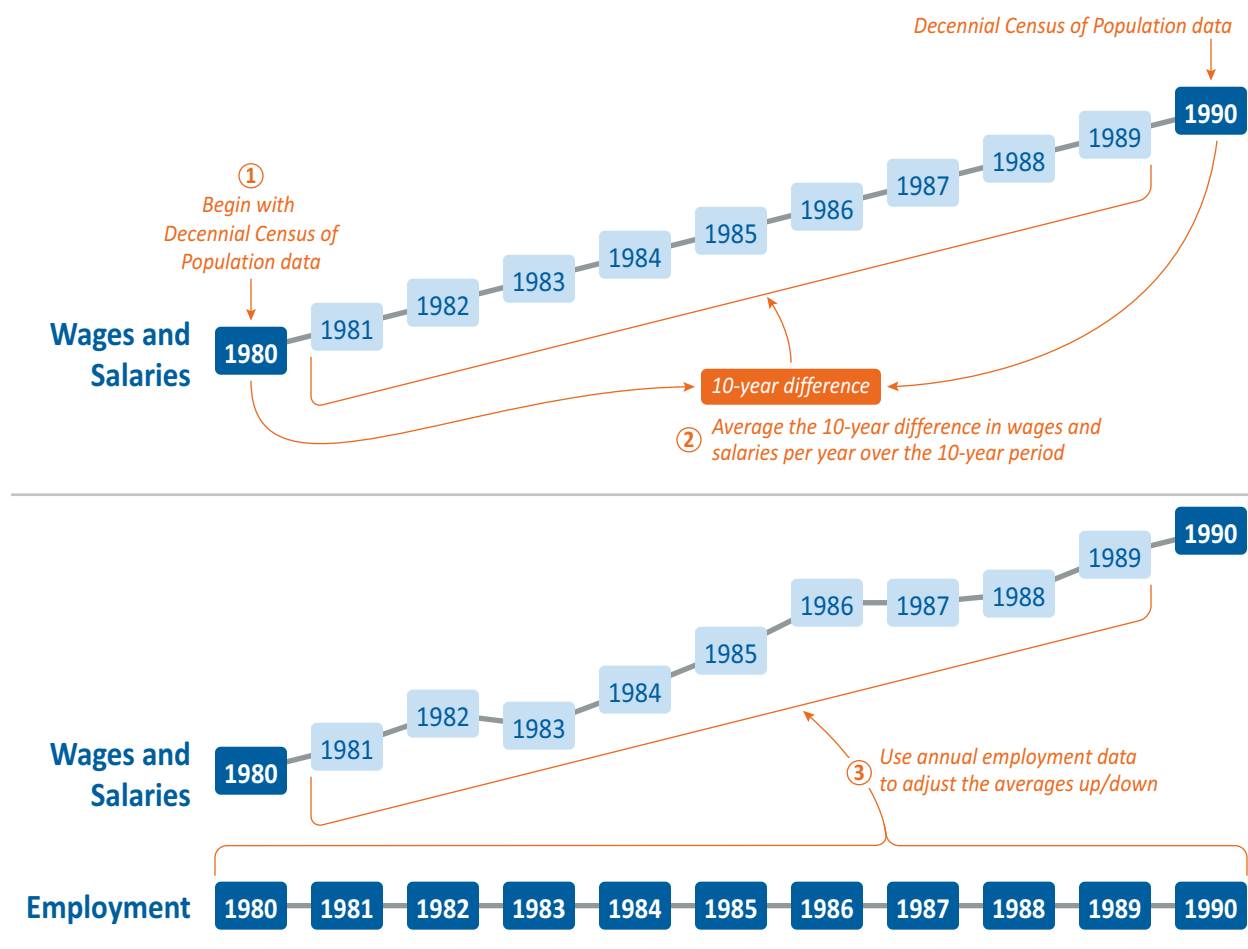 Decennial Census of Population data
1990
1989
1988
1987
1986
1985
1984
1983
1982
1981
1980
1
Begin with
Decennial Census of
Population data
Wages and
Salaries
10-year difference
2
Average the 10-year difference in wages and
salaries per year over the 10-year period
1990
1989
1988
1987
1986
1985
1984
1983
1982
1981
1980
Wages and
Salaries
3
Use annual employment data
to adjust the averages up/down
Employment
1980 1981 1982 1983 1984 1985 1986 1987 1988 1989 1990